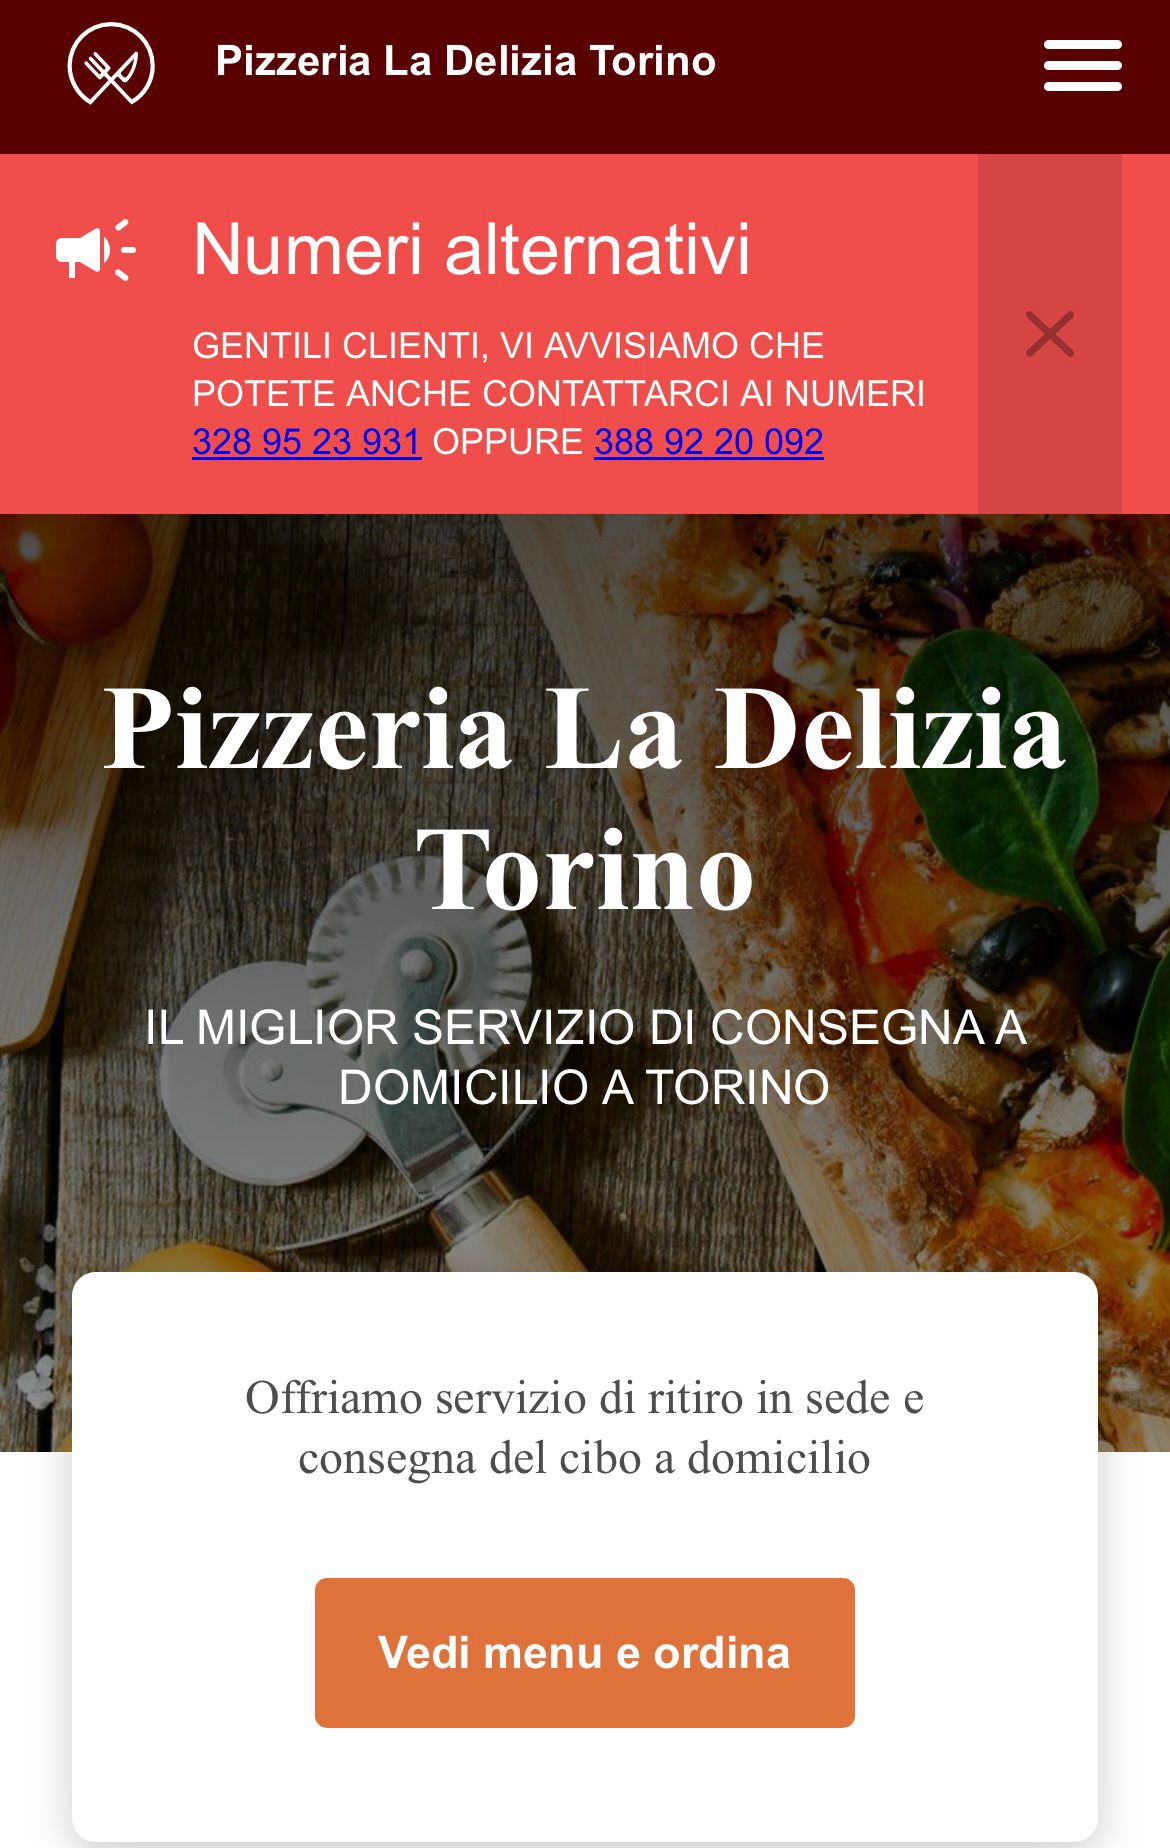 Pizzeria La Delizia Torino
Numeri alternativi
GENTILI CLIENTI, VI AVVISIAMO CHE
POTETE ANCHE CONTATTARCI AI NUMERI
328 95 23 931 OPPURE 388 92 20 092
Pizzeria La Delizia
Torino
IL MIGLIOR SERVIZIO DI CONSEGNA A
DOMICILIO A TORINO
Offriamo servizio di ritiro in sede e
consegna del cibo a domicilio
Vedi menu e ordina